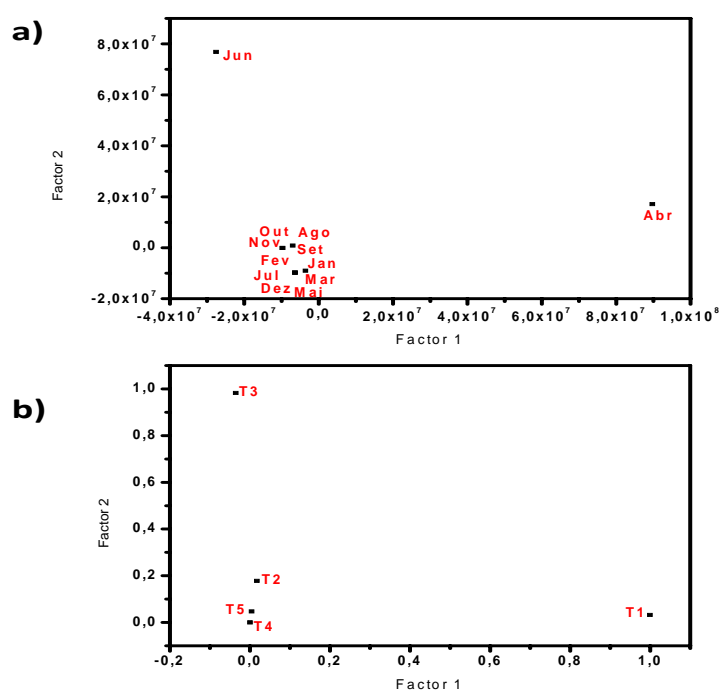 a)
Factor 2
8,0x10⁷
6,0x10⁷
4,0x10⁷
2,0x10⁷
0,0
-2,0x10⁷
Jun
Abr
Out Ago
Nov Set
Fev Jan
Jul Mar
Dez Mai
-4,0x10⁷ -2,0x10⁷ 0,0 2,0x10⁷ 4,0x10⁷ 6,0x10⁷ 8,0x10⁷ 1,0x10⁸
Factor 1
b)
Factor 2
1,0
0,8
0,6
0,4
0,2
0,0
T3
T2
T5
T4
T1
-0,2 0,0 0,2 0,4 0,6 0,8 1,0
Factor 1